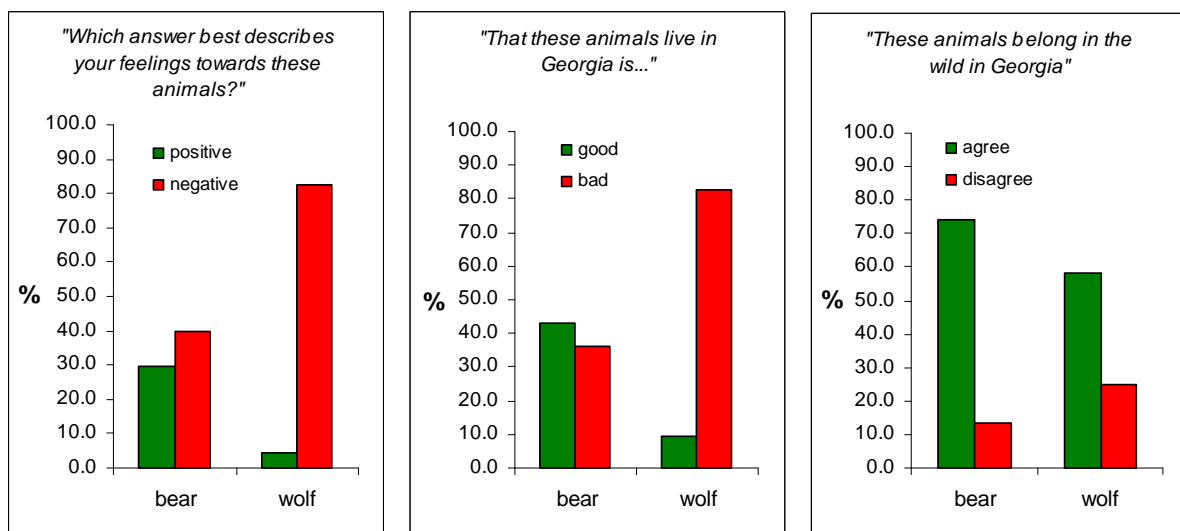 "Which answer best describes
your feelings towards these
animals?"
100.0
90.0
80.0
70.0
60.0
50.0
40.0
30.0
20.0
10.0
0.0
%
positive
negative
bear wolf
"That these animals live in
Georgia is..."
100.0
90.0
80.0
70.0
60.0
50.0
40.0
30.0
20.0
10.0
0.0
%
good
bad
bear wolf
"These animals belong in the
wild in Georgia"
100.0
90.0
80.0
70.0
60.0
50.0
40.0
30.0
20.0
10.0
0.0
%
agree
disagree
bear wolf